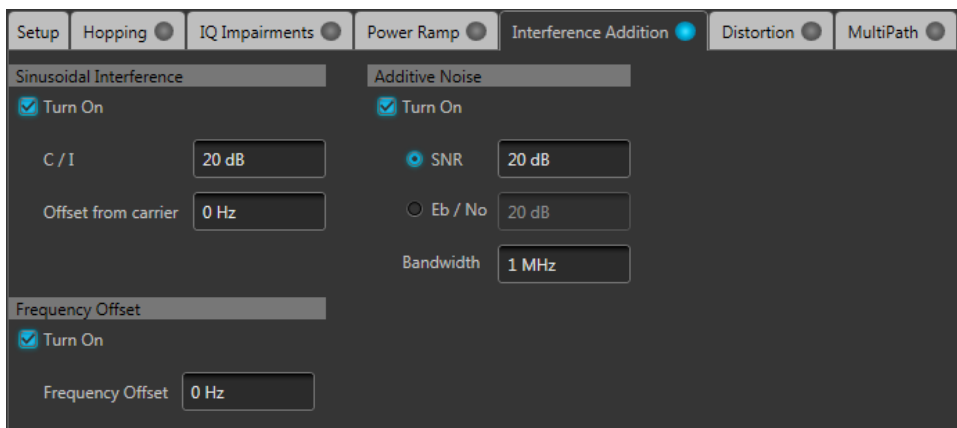 Setup Hopping IQ Impairments Power Ramp Interference Addition Distortion MultiPath
Sinusoidal Interference
Turn On
C / I 20 dB
Offset from carrier 0 Hz
Additive Noise
Turn On
SNR 20 dB
Eb / No 20 dB
Bandwidth 1 MHz
Frequency Offset
Turn On
Frequency Offset 0 Hz